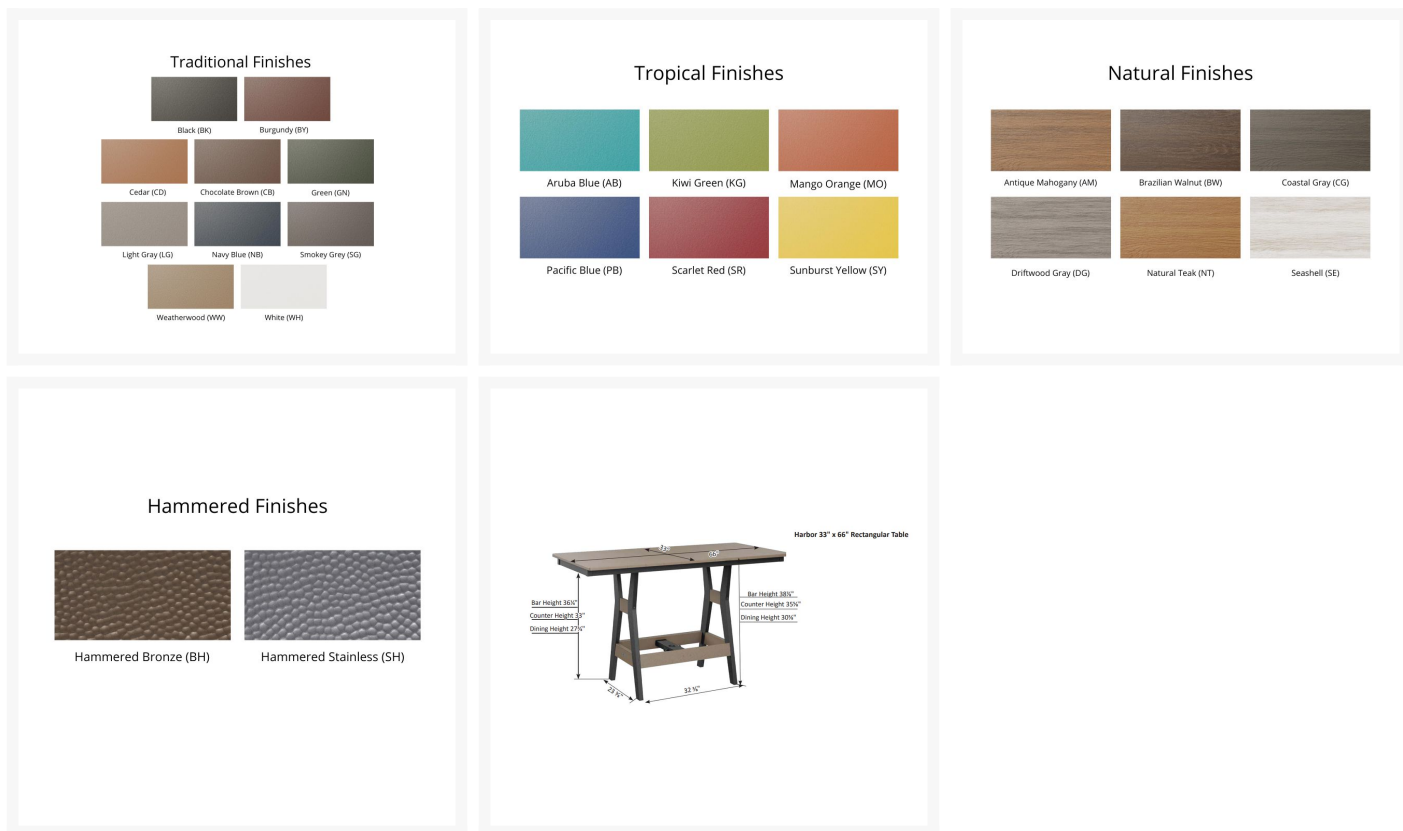 Traditional Finishes
Black (BK)
Burgundy (BY)
Cedar (CD)
Chocolate Brown (CB)
Green (GN)
Light Gray (LG)
Navy Blue (NB)
Smokey Grey (SG)
Weatherwood (WW)
White (WH)
Tropical Finishes
Aruba Blue (AB)
Kiwi Green (KG)
Mango Orange (MO)
Pacific Blue (PB)
Scarlet Red (SR)
Sunburst Yellow (SY)
Natural Finishes
Antique Mahogany (AM)
Brazilian Walnut (BW)
Coastal Gray (CG)
Driftwood Gray (DG)
Natural Teak (NT)
Seashell (SE)
Hammered Finishes
Hammered Bronze (BH)
Hammered Stainless (SH)
Harbor 33" x 66" Rectangular Table
66"
Bar Height
Counter Height 33"
Dining Height
Bar Height
Counter Height
Dining Height